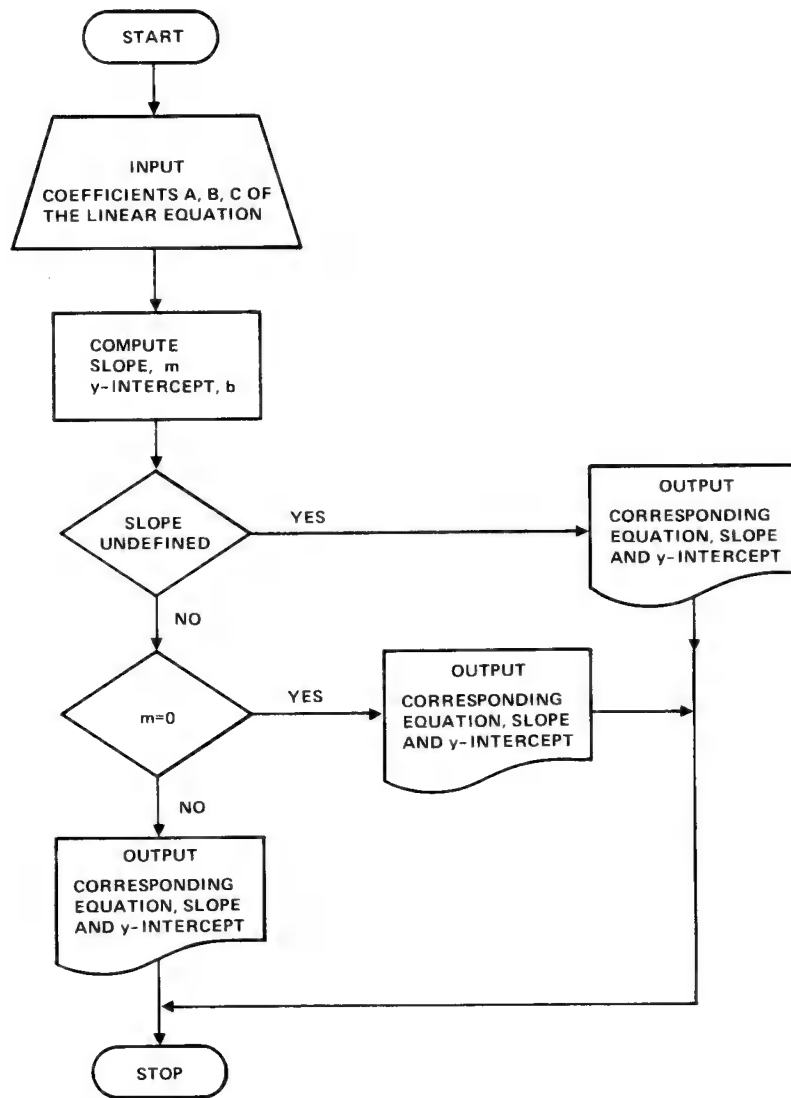 START
INPUT
COEFFICIENTS A, B, C OF
THE LINEAR EQUATION
COMPUTE
SLOPE, m
y-INTERCEPT, b
SLOPE
UNDEFINED
YES
OUTPUT
CORRESPONDING
EQUATION, SLOPE
AND y-INTERCEPT
NO
m=0
YES
OUTPUT
CORRESPONDING
EQUATION, SLOPE
AND y-INTERCEPT
NO
OUTPUT
CORRESPONDING
EQUATION, SLOPE
AND y-INTERCEPT
STOP